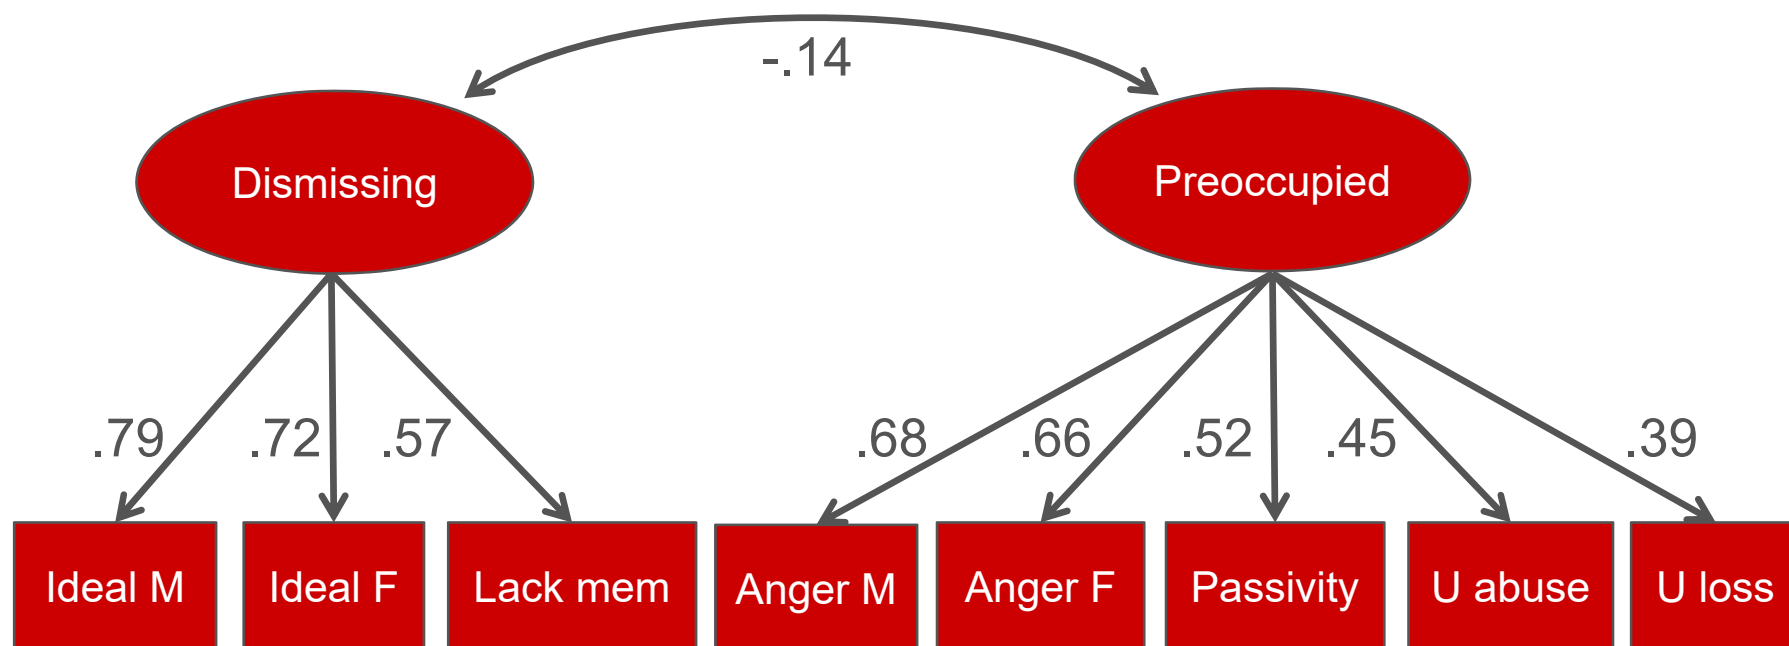 -.14
Dismissing
Preoccupied
.79
.72
.57
.68
.66
.52
.45
.39
Ideal M
Ideal F
Lack mem
Anger M
Anger F
Passivity
U abuse
U loss